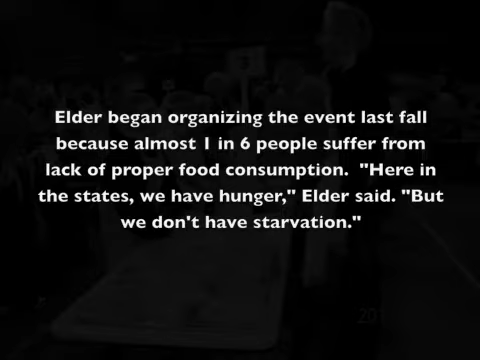 Elder began organizing the event last fall
because almost 1 in 6 people suffer from
lack of proper food consumption.  "Here in
the states, we have hunger," Elder said. "But
we don't have starvation."